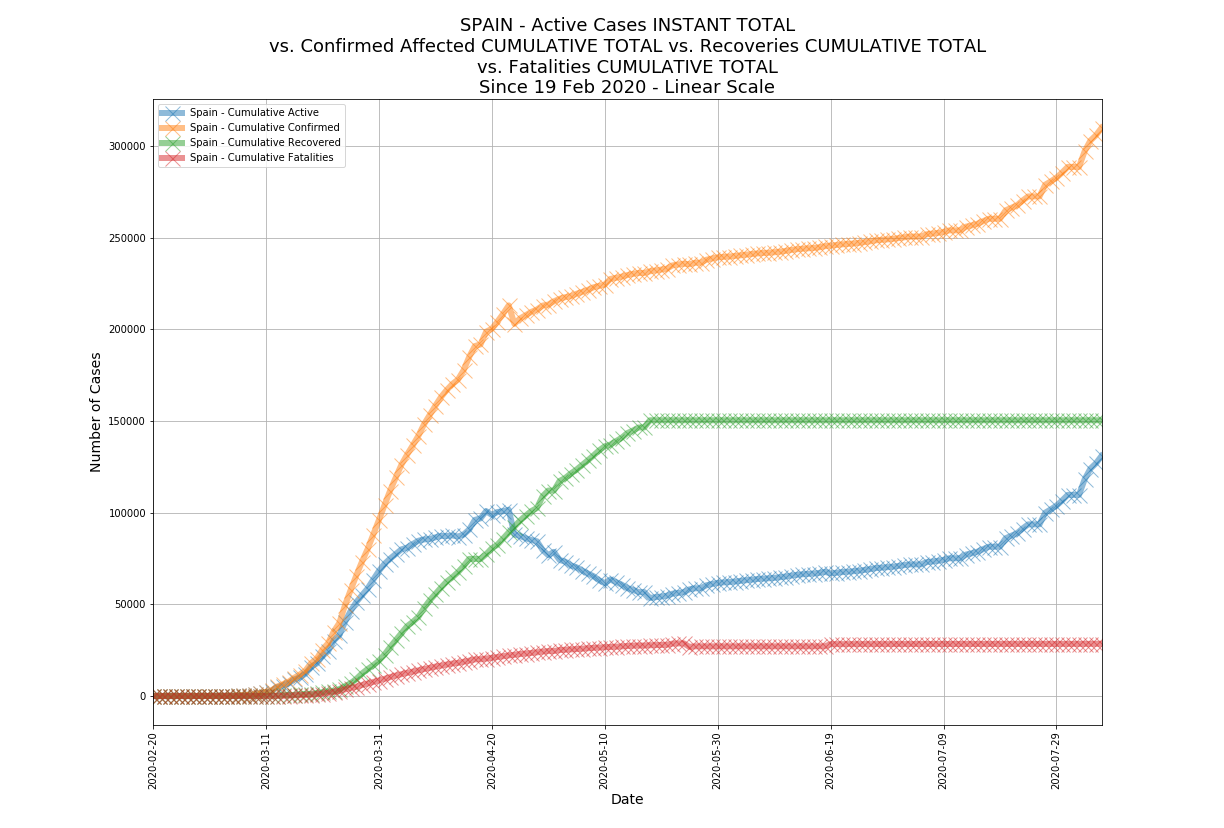 SPAIN - Active Cases INSTANT TOTAL
vs. Confirmed Affected CUMULATIVE TOTAL vs. Recoveries CUMULATIVE TOTAL
vs. Fatalities CUMULATIVE TOTAL
Since 19 Feb 2020 - Linear Scale
Spain - Cumulative Active
Spain - Cumulative Confirmed
Spain - Cumulative Recovered
Spain - Cumulative Fatalities
Number of Cases
300000
250000
200000
150000
100000
50000
0
2020-02-20
2020-03-11
2020-03-31
2020-04-20
2020-05-10
2020-05-30
2020-06-19
2020-07-09
2020-07-29
Date